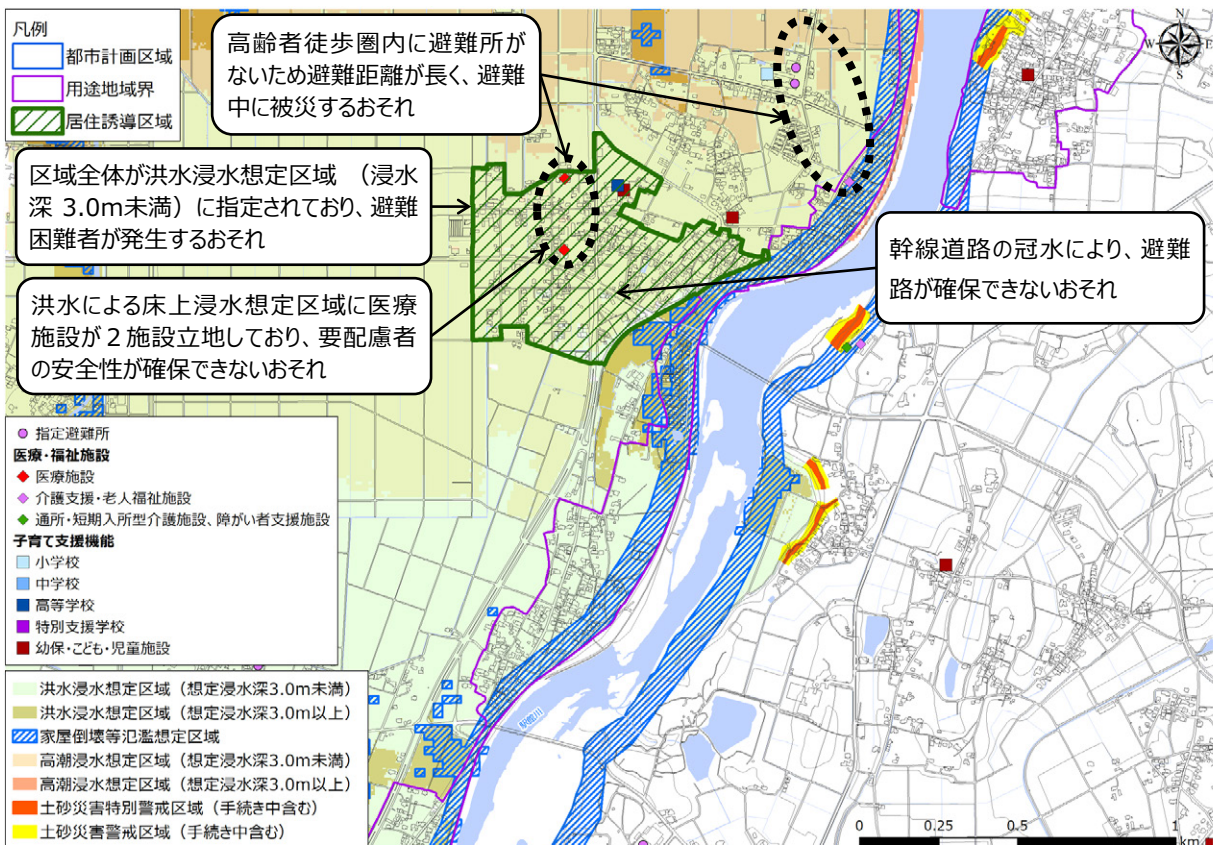 凡例
都市計画区域
用途地域界
居住誘導区域
高齢者徒歩圏内に避難所が
ないため避難距離が長く、避難
中に被災するおそれ
N
W
E
S
区域全体が洪水浸水想定区域 （浸水
深 3.0m未満）に指定されており、避難
困難者が発生するおそれ
幹線道路の冠水により、避難
路が確保できないおそれ
洪水による床上浸水想定区域に医療
施設が２施設立地しており、要配慮者
の安全性が確保できないおそれ
指定避難所
医療・福祉施設
医療施設
介護支援・老人福祉施設
通所・短期入所型介護施設、障がい者支援施設
子育て支援機能
小学校
中学校
高等学校
特別支援学校
幼保・こども・児童施設
洪水浸水想定区域（想定浸水深3.0m未満）
洪水浸水想定区域（想定浸水深3.0m以上）
家屋倒壊等氾濫想定区域
高潮浸水想定区域（想定浸水深3.0m未満）
高潮浸水想定区域（想定浸水深3.0m以上）
土砂災害特別警戒区域（手続き中含む）
土砂災害警戒区域（手続き中含む）
0 0.25 0.5 1
km